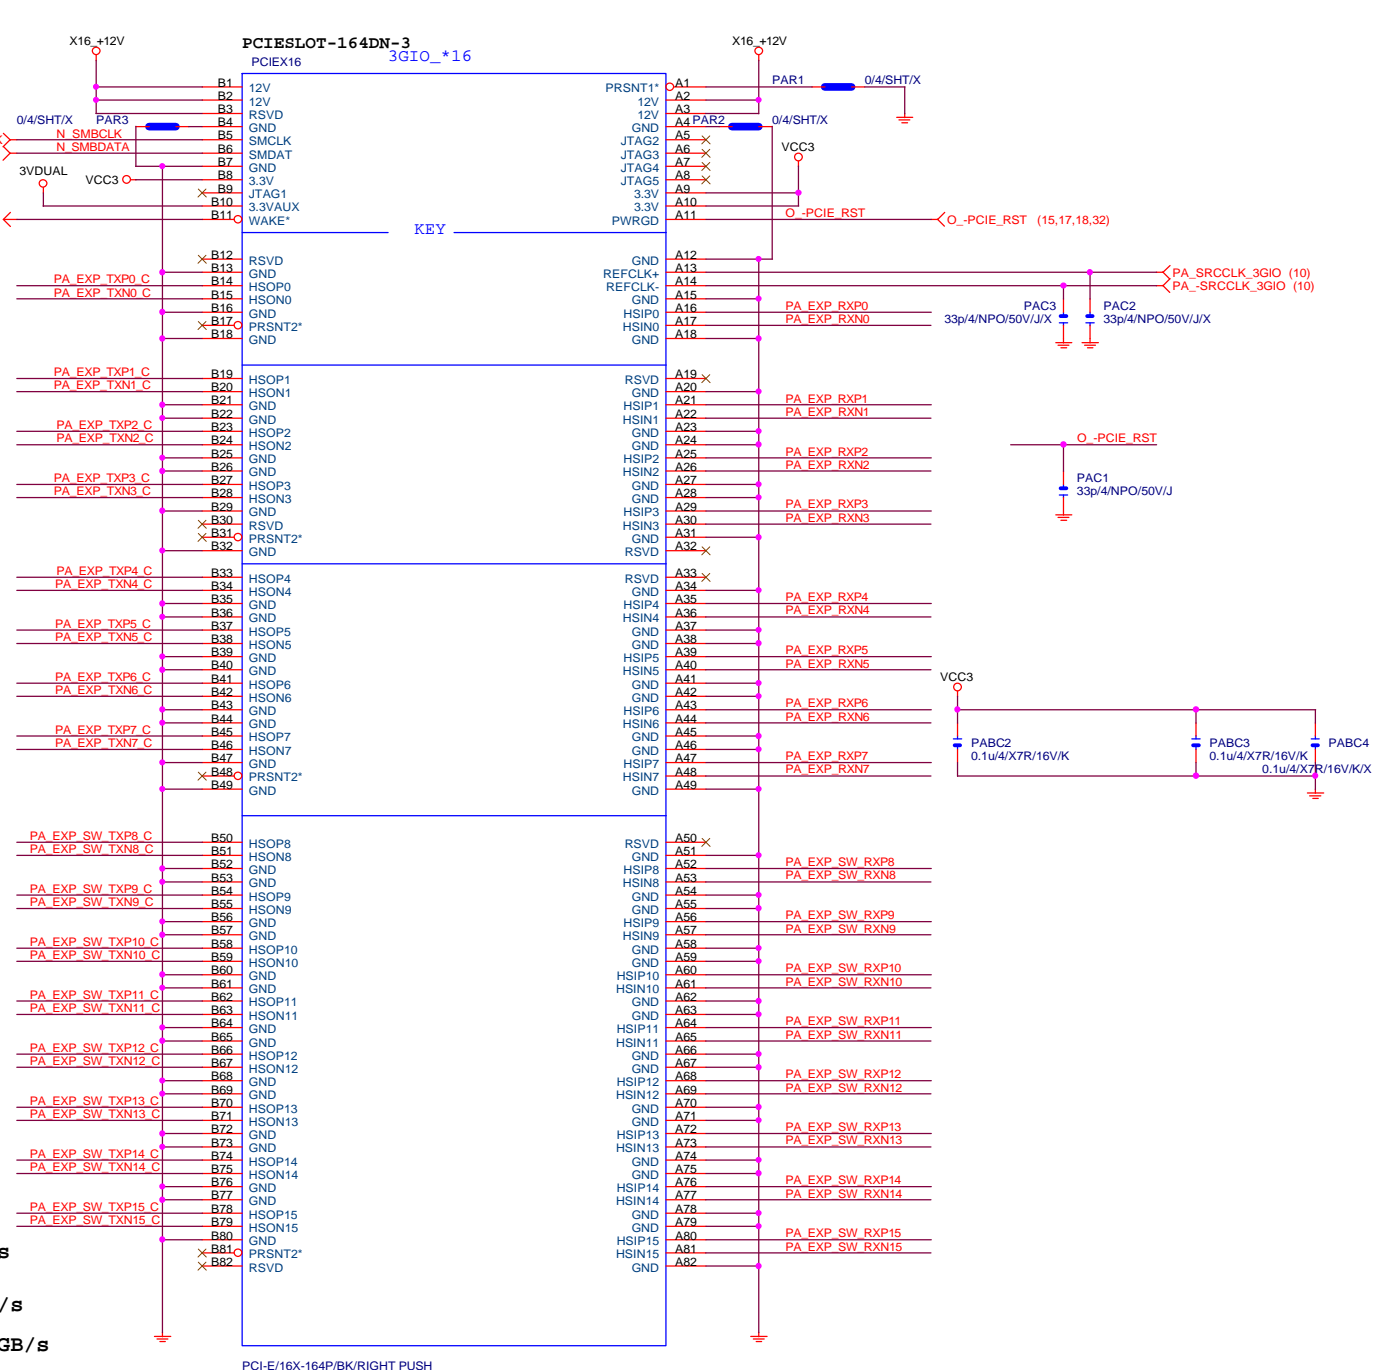 X16_+12V
PCIESLOT-164DN-3
3GIO_*16
PCIEX16
X16_+12V
B1 12V PRSNT1* A1 PAR1 0/4/SHT/X
B2 12V 12V A2
B3 RSVD 12V A3
0/4/SHT/X PAR3 B4 GND GND A4 PAR2 0/4/SHT/X
N_SMBCLK B5 SMCLK JTAG2 A5
N_SMBDATA B6 SMDAT JTAG3 A6
B7 GND JTAG4 A7 VCC3
3VDUAL VCC3 B8 3.3V JTAG5 A8
B9 JTAG1 3.3V A9
B10 3.3VAUX 3.3V A10
B11 WAKE* PWRGD A11 O_-PCIE_RST O_-PCIE_RST (15,17,18,32)
KEY
B12 RSVD GND A12
B13 GND REFCLK+ A13 PA_SRCCLK_3GIO (10)
PA_EXP_TXP0_C B14 HSOP0 REFCLK- A14 PA_-SRCCLK_3GIO (10)
PA_EXP_TXN0_C B15 HSON0 GND A15
B16 GND HSIP0 A16 PA_EXP_RXP0 PAC3 PAC2
B17 PRSNT2* HSIN0 A17 PA_EXP_RXN0 33p/4/NPO/50V/J/X 33p/4/NPO/50V/J/X
B18 GND GND A18
PA_EXP_TXP1_C B19 HSOP1 RSVD A19
PA_EXP_TXN1_C B20 HSON1 GND A20
B21 GND HSIP1 A21 PA_EXP_RXP1
B22 GND HSIN1 A22 PA_EXP_RXN1
PA_EXP_TXP2_C B23 HSOP2 GND A23
PA_EXP_TXN2_C B24 HSON2 GND A24 O_-PCIE_RST
B25 GND HSIP2 A25 PA_EXP_RXP2
B26 GND HSIN2 A26 PA_EXP_RXN2
PA_EXP_TXP3_C B27 HSOP3 GND A27 PAC1
PA_EXP_TXN3_C B28 HSON3 GND A28 33p/4/NPO/50V/J
B29 GND HSIP3 A29 PA_EXP_RXP3
B30 RSVD HSIN3 A30 PA_EXP_RXN3
B31 PRSNT2* GND A31
B32 GND RSVD A32
PA_EXP_TXP4_C B33 HSOP4 RSVD A33
PA_EXP_TXN4_C B34 HSON4 GND A34
B35 GND HSIP4 A35 PA_EXP_RXP4
B36 GND HSIN4 A36 PA_EXP_RXN4
PA_EXP_TXP5_C B37 HSOP5 GND A37
PA_EXP_TXN5_C B38 HSON5 GND A38
B39 GND HSIP5 A39 PA_EXP_RXP5
B40 GND HSIN5 A40 PA_EXP_RXN5
PA_EXP_TXP6_C B41 HSOP6 GND A41 VCC3
PA_EXP_TXN6_C B42 HSON6 GND A42
B43 GND HSIP6 A43 PA_EXP_RXP6
B44 GND HSIN6 A44 PA_EXP_RXN6
PA_EXP_TXP7_C B45 HSOP7 GND A45
PA_EXP_TXN7_C B46 HSON7 GND A46 PABC2 PABC3 PABC4
B47 GND HSIP7 A47 PA_EXP_RXP7 0.1u/4/X7R/16V/K 0.1u/4/X7R/16V/K
B48 PRSNT2* HSIN7 A48 PA_EXP_RXN7 0.1u/4/X7R/16V/K/X
B49 GND GND A49
PA_EXP_SW_TXP8_C B50 HSOP8 RSVD A50
PA_EXP_SW_TXN8_C B51 HSON8 GND A51
B52 GND HSIP8 A52 PA_EXP_SW_RXP8
B53 GND HSIN8 A53 PA_EXP_SW_RXN8
PA_EXP_SW_TXP9_C B54 HSOP9 GND A54
PA_EXP_SW_TXN9_C B55 HSON9 GND A55
B56 GND HSIP9 A56 PA_EXP_SW_RXP9
B57 GND HSIN9 A57 PA_EXP_SW_RXN9
PA_EXP_SW_TXP10_C B58 HSOP10 GND A58
PA_EXP_SW_TXN10_C B59 HSON10 GND A59
B60 GND HSIP10 A60 PA_EXP_SW_RXP10
B61 GND HSIN10 A61 PA_EXP_SW_RXN10
PA_EXP_SW_TXP11_C B62 HSOP11 GND A62
PA_EXP_SW_TXN11_C B63 HSON11 GND A63
B64 GND HSIP11 A64 PA_EXP_SW_RXP11
B65 GND HSIN11 A65 PA_EXP_SW_RXN11
PA_EXP_SW_TXP12_C B66 HSOP12 GND A66
PA_EXP_SW_TXN12_C B67 HSON12 GND A67
B68 GND HSIP12 A68 PA_EXP_SW_RXP12
B69 GND HSIN12 A69 PA_EXP_SW_RXN12
PA_EXP_SW_TXP13_C B70 HSOP13 GND A70
PA_EXP_SW_TXN13_C B71 HSON13 GND A71
B72 GND HSIP13 A72 PA_EXP_SW_RXP13
B73 GND HSIN13 A73 PA_EXP_SW_RXN13
PA_EXP_SW_TXP14_C B74 HSOP14 GND A74
PA_EXP_SW_TXN14_C B75 HSON14 GND A75
B76 GND HSIP14 A76 PA_EXP_SW_RXP14
B77 GND HSIN14 A77 PA_EXP_SW_RXN14
PA_EXP_SW_TXP15_C B78 HSOP15 GND A78
PA_EXP_SW_TXN15_C B79 HSON15 GND A79
B80 GND HSIP15 A80 PA_EXP_SW_RXP15
s B81 PRSNT2* HSIN15 A81 PA_EXP_SW_RXN15
B82 RSVD GND A82
/s
GB/s
PCI-E/16X-164P/BK/RIGHT PUSH